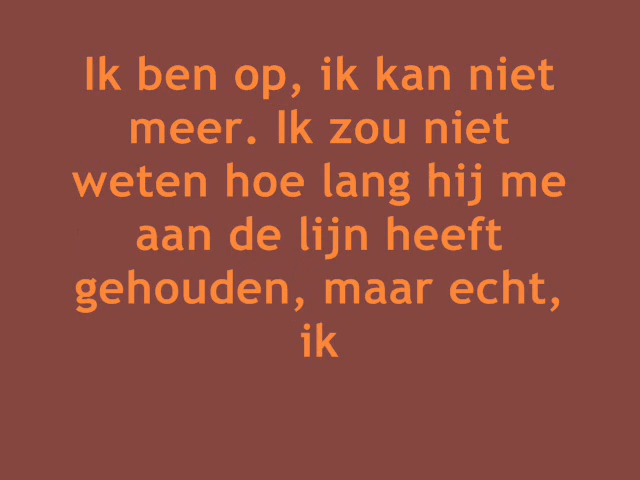 Ik ben op, ik kan niet
meer. Ik zou niet
weten hoe lang hij me
aan de lijn heeft
gehouden, maar echt,
ik